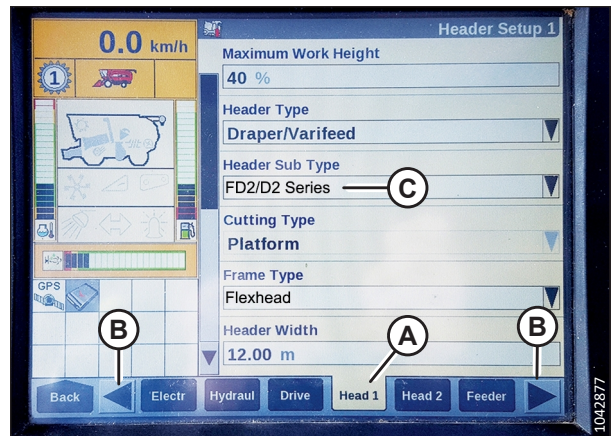 0.0 km/h
Header Setup 1
1
Maximum Work Height
40 %
Header Type
Draper/Varifeed
Header Sub Type
FD2/D2 Series
C
Cutting Type
Platform
Frame Type
Flexhead
GPS
Header Width
12.00 m
B
A
B
Back
Electr
Hydraul
Drive
Head 1
Head 2
Feeder
1042877